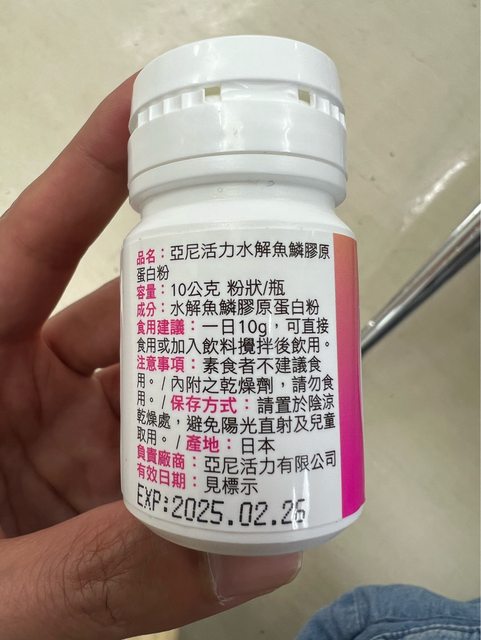 品名：亞尼活力水解魚鱗膠原
蛋白粉
容量：10公克 粉狀/瓶
成分：水解魚鱗膠原蛋白粉
食用建議：一日10g，可直接
食用或加入飲料攪拌後飲用。
注意事項：素食者不建議食
用。/內附之乾燥劑，請勿食
用。/保存方式：請置於陰涼
乾燥處，避免陽光直射及兒童
取用。/產地：日本
負責廠商：亞尼活力有限公司
有效日期：見標示
EXP:2025.02.26